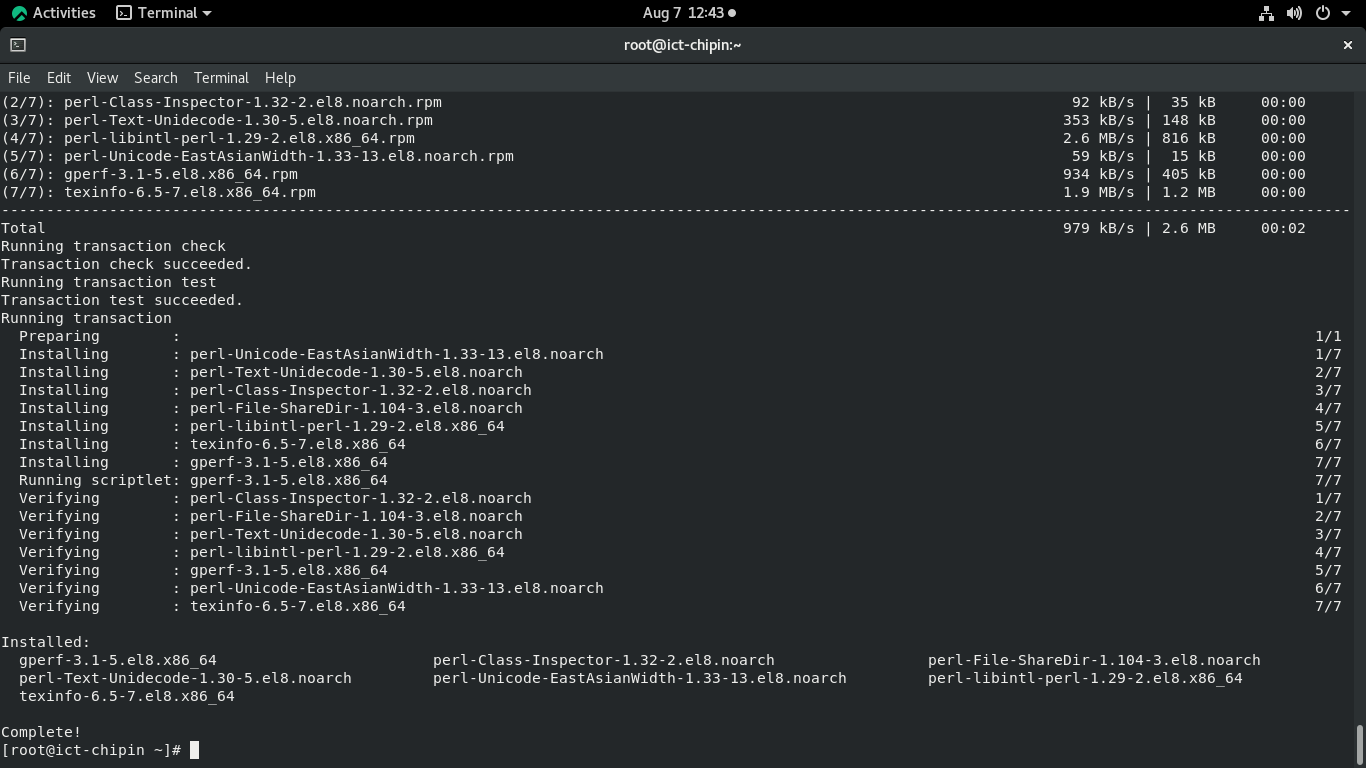 Activities Terminal Aug 7 12:43
root@ict-chipin:~
File Edit View Search Terminal Help
(2/7): perl-Class-Inspector-1.32-2.el8.noarch.rpm 92 kB/s | 35 kB 00:00
(3/7): perl-Text-Unidecode-1.30-5.el8.noarch.rpm 353 kB/s | 148 kB 00:00
(4/7): perl-libintl-perl-1.29-2.el8.x86_64.rpm 2.6 MB/s | 816 kB 00:00
(5/7): perl-Unicode-EastAsianWidth-1.33-13.el8.noarch.rpm 59 kB/s | 15 kB 00:00
(6/7): gperf-3.1-5.el8.x86_64.rpm 934 kB/s | 405 kB 00:00
(7/7): texinfo-6.5-7.el8.x86_64.rpm 1.9 MB/s | 1.2 MB 00:00
------------------------------------------------------------------------------------------------------------------------------------------------------
Total 979 kB/s | 2.6 MB 00:02
Running transaction check
Transaction check succeeded.
Running transaction test
Transaction test succeeded.
Running transaction
Preparing : 1/1
Installing : perl-Unicode-EastAsianWidth-1.33-13.el8.noarch 1/7
Installing : perl-Text-Unidecode-1.30-5.el8.noarch 2/7
Installing : perl-Class-Inspector-1.32-2.el8.noarch 3/7
Installing : perl-File-ShareDir-1.104-3.el8.noarch 4/7
Installing : perl-libintl-perl-1.29-2.el8.x86_64 5/7
Installing : texinfo-6.5-7.el8.x86_64 6/7
Installing : gperf-3.1-5.el8.x86_64 7/7
Running scriptlet: gperf-3.1-5.el8.x86_64 7/7
Verifying : perl-Class-Inspector-1.32-2.el8.noarch 1/7
Verifying : perl-File-ShareDir-1.104-3.el8.noarch 2/7
Verifying : perl-Text-Unidecode-1.30-5.el8.noarch 3/7
Verifying : perl-libintl-perl-1.29-2.el8.x86_64 4/7
Verifying : gperf-3.1-5.el8.x86_64 5/7
Verifying : perl-Unicode-EastAsianWidth-1.33-13.el8.noarch 6/7
Verifying : texinfo-6.5-7.el8.x86_64 7/7
Installed:
gperf-3.1-5.el8.x86_64 perl-Class-Inspector-1.32-2.el8.noarch perl-File-ShareDir-1.104-3.el8.noarch
perl-Text-Unidecode-1.30-5.el8.noarch perl-Unicode-EastAsianWidth-1.33-13.el8.noarch perl-libintl-perl-1.29-2.el8.x86_64
texinfo-6.5-7.el8.x86_64
Complete!
[root@ict-chipin ~]#